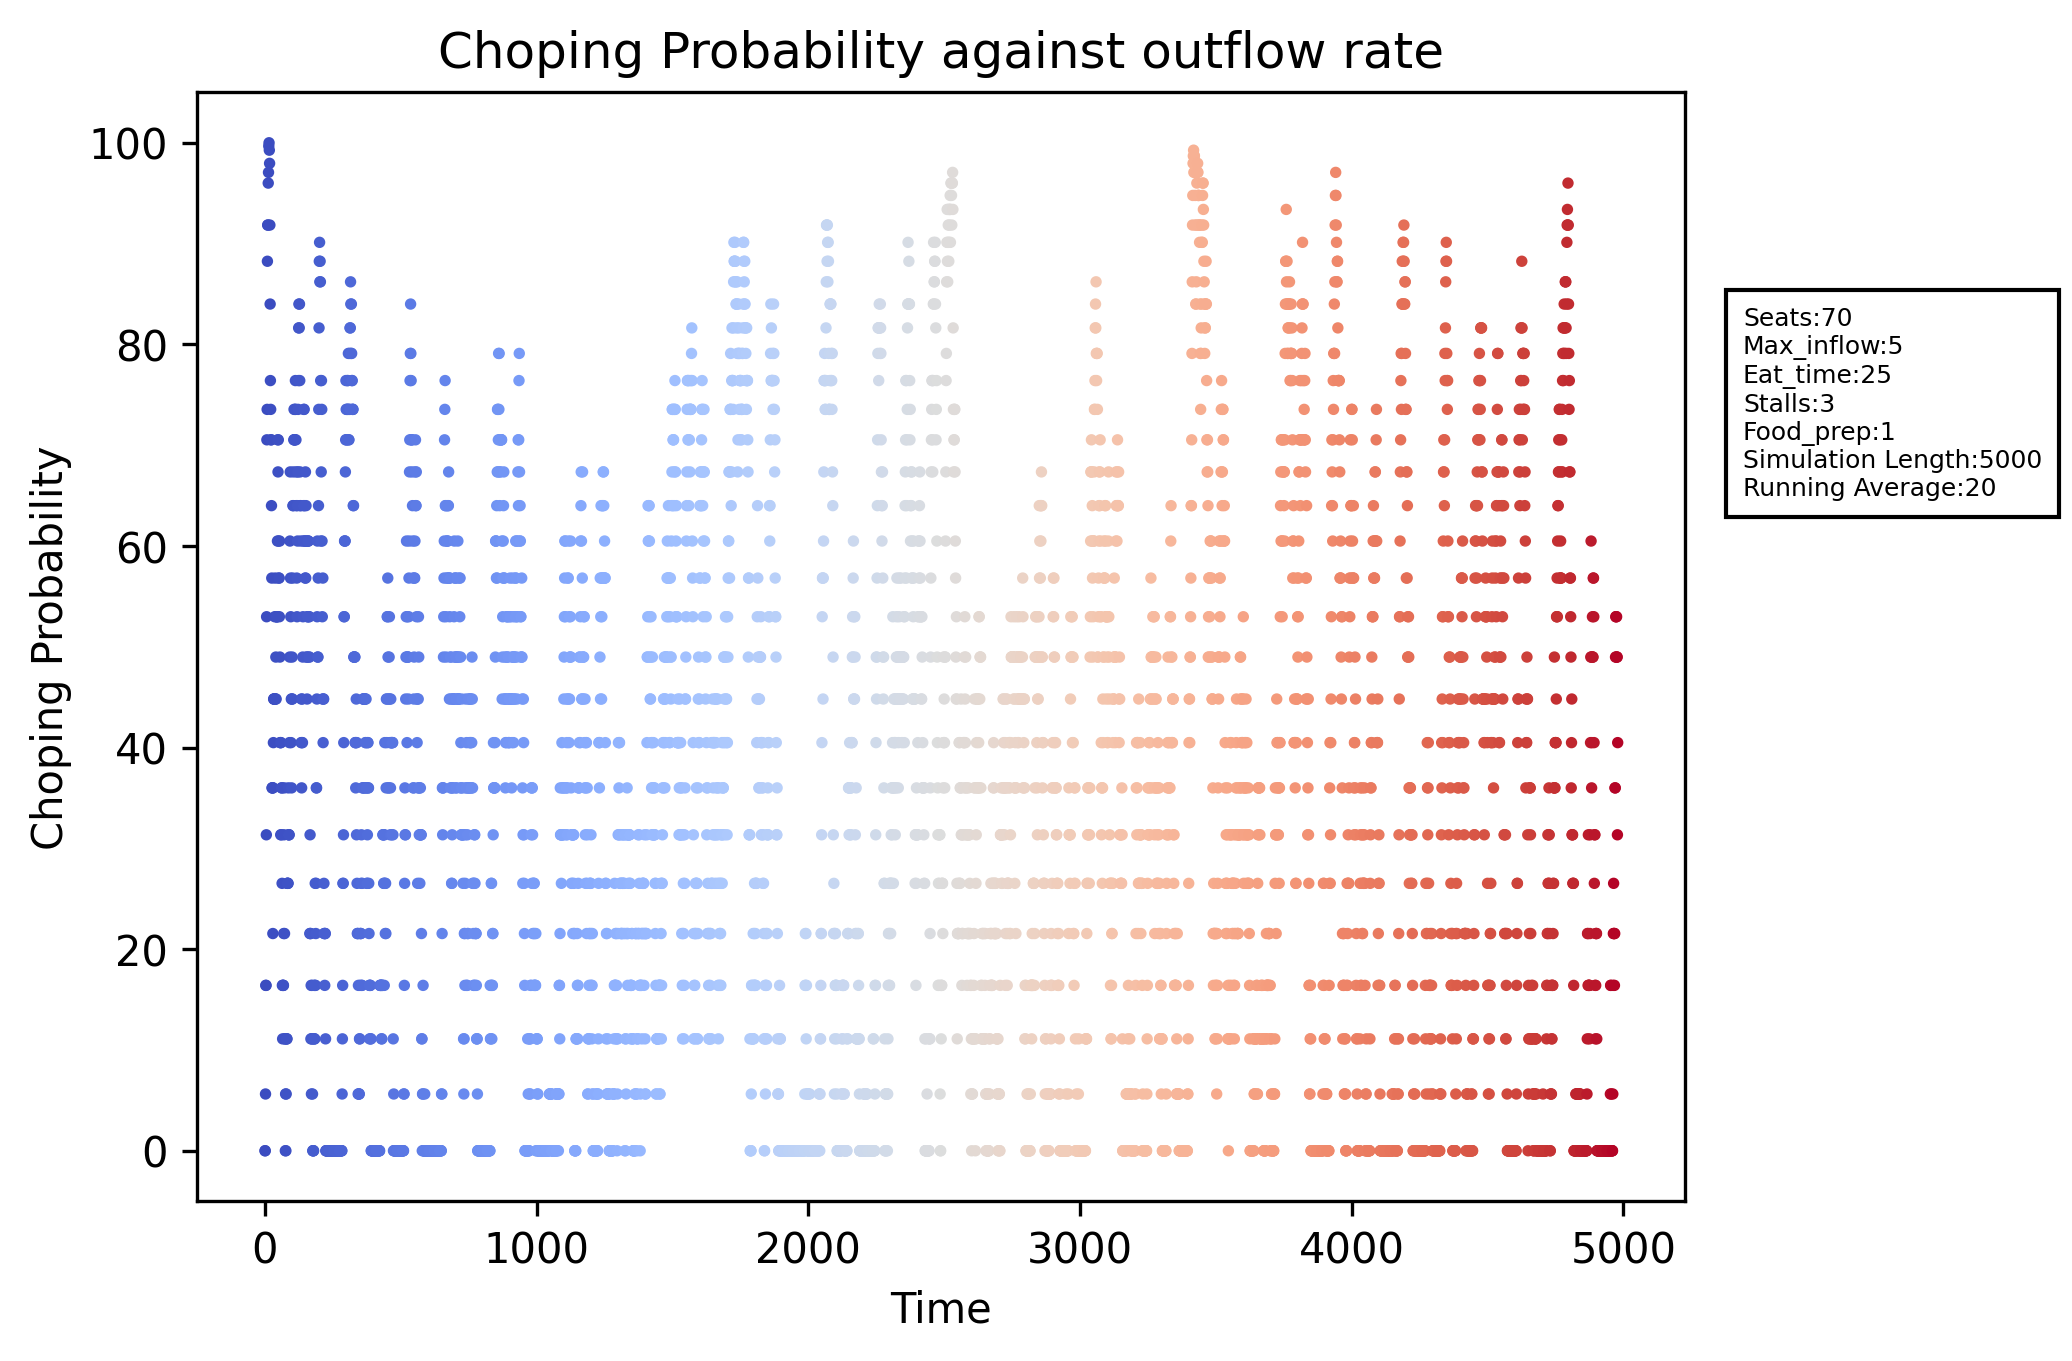 Choping Probability against outflow rate
100
80
60
40
20
0
Choping Probability
0 1000 2000 3000 4000 5000
Time
Seats:70
Max_inflow:5
Eat_time:25
Stalls:3
Food_prep:1
Simulation Length:5000
Running Average:20